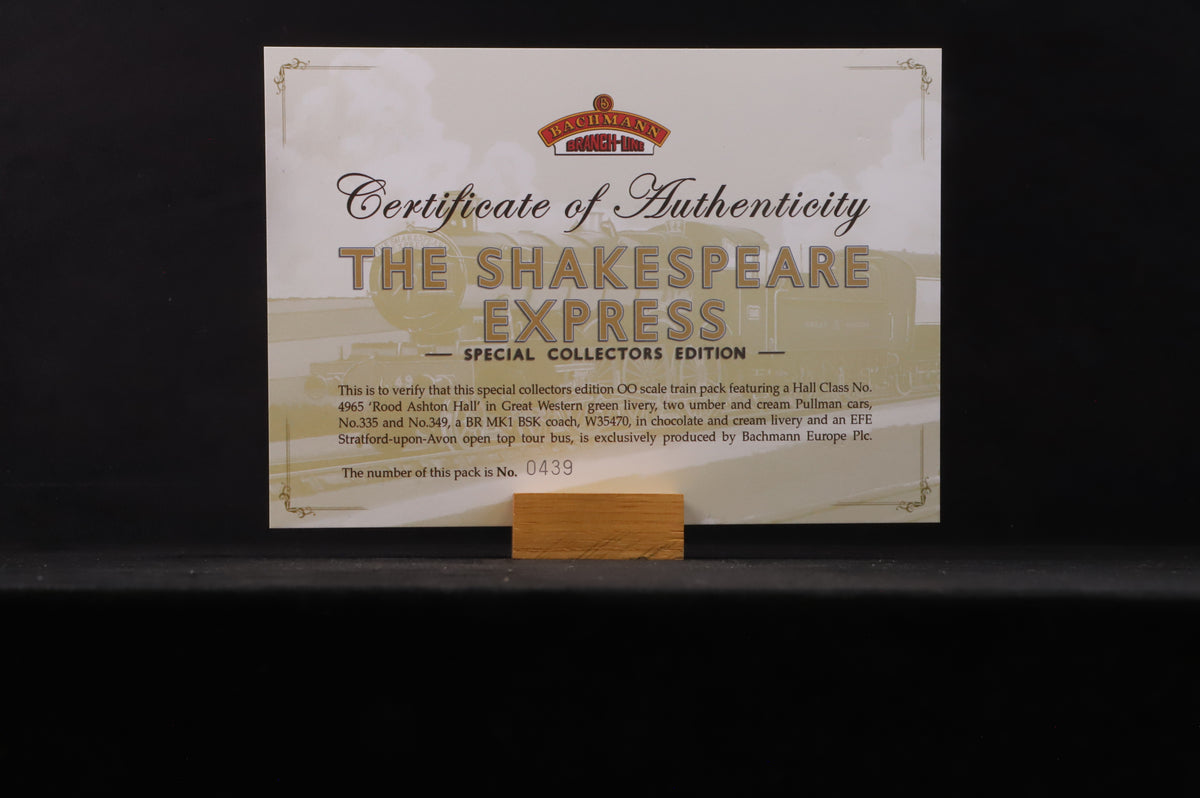 BACHMANN
BRANCH-LINE
Certificate of Authenticity
THE SHAKESPEARE
EXPRESS
SPECIAL COLLECTORS EDITION
This is to verify that this special collectors edition OO scale train pack featuring a Hall Class No.
4965 ‘Rood Ashton Hall’ in Great Western green livery, two umber and cream Pullman cars,
No.335 and No.349, a BR MK1 BSK coach, W35470, in chocolate and cream livery and an EFE
Stratford-upon-Avon open top tour bus, is exclusively produced by Bachmann Europe Plc.
The number of this pack is No. 0439